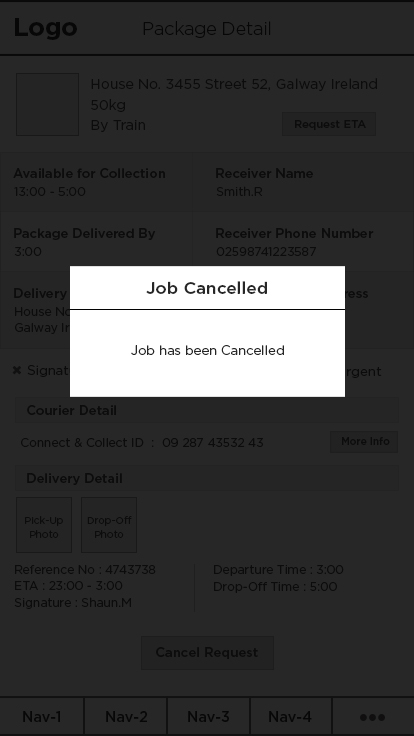 Logo
Package Detail
House No. 3455 Street 52, Galway Ireland
50kg
By Train
Request ETA
Available for Collection
13:00 - 5:00
Receiver Name
Smith.R
Package Delivered By
3:00
Receiver Phone Number
02598741223587
Job Cancelled
Job has been Cancelled
Delivery
House No
Galway Ir
ress
✖ Signat
rgent
Courier Detail
Connect & Collect ID : 09 287 43532 43
More Info
Delivery Detail
Pick-Up
Photo
Drop-Off
Photo
Reference No : 4743738
ETA : 23:00 - 3:00
Signature : Shaun.M
Departure Time : 3:00
Drop-Off Time : 5:00
Cancel Request
Nav-1
Nav-2
Nav-3
Nav-4